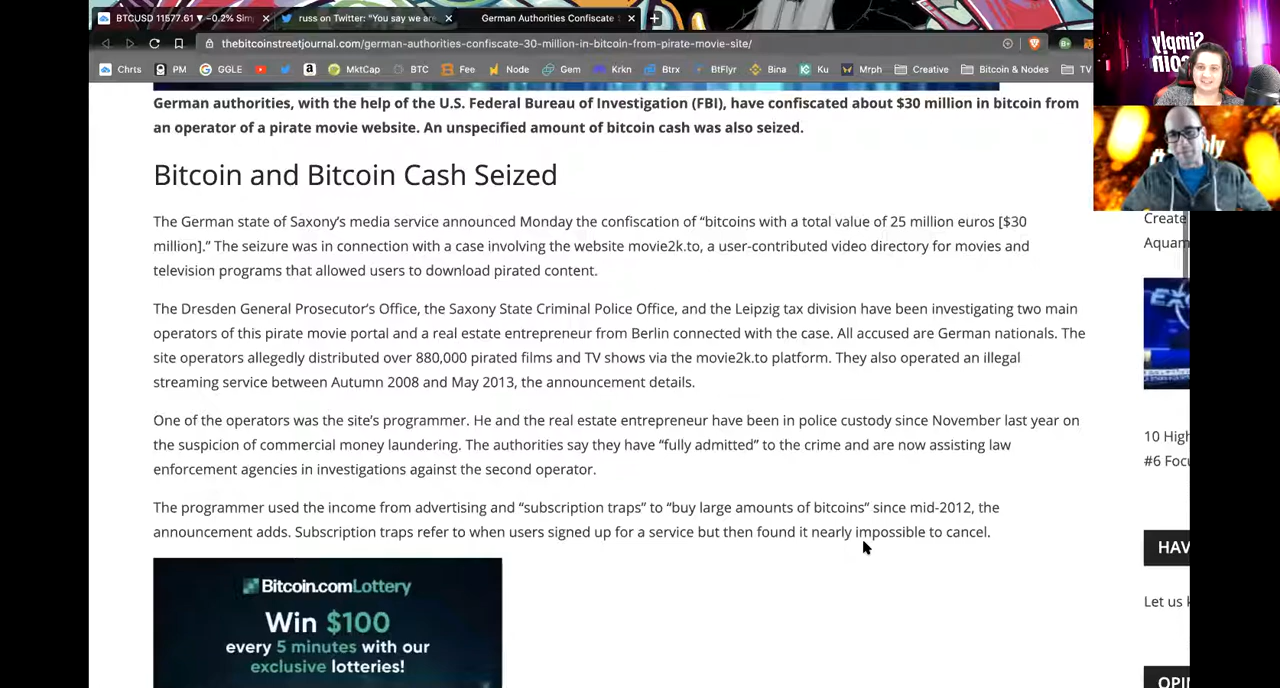 BTCUSD 11577.61 ▼ −0.2% Sim
russ on Twitter: "You say we are
German Authorities Confiscate
thebitcoinstreetjournal.com/german-authorities-confiscate-30-million-in-bitcoin-from-pirate-movie-site/
Chrts PM GGLE MktCap BTC Fee Node Gem Krkn Btrx BtFlyr Bina Ku Mrph Creative Bitcoin & Nodes TV
Simply
German authorities, with the help of the U.S. Federal Bureau of Investigation (FBI), have confiscated about $30 million in bitcoin from
an operator of a pirate movie website. An unspecified amount of bitcoin cash was also seized.
Bitcoin and Bitcoin Cash Seized
The German state of Saxony's media service announced Monday the confiscation of "bitcoins with a total value of 25 million euros [$30
million]." The seizure was in connection with a case involving the website movie2k.to, a user-contributed video directory for movies and
television programs that allowed users to download pirated content.
The Dresden General Prosecutor's Office, the Saxony State Criminal Police Office, and the Leipzig tax division have been investigating two main
operators of this pirate movie portal and a real estate entrepreneur from Berlin connected with the case. All accused are German nationals. The
site operators allegedly distributed over 880,000 pirated films and TV shows via the movie2k.to platform. They also operated an illegal
streaming service between Autumn 2008 and May 2013, the announcement details.
One of the operators was the site's programmer. He and the real estate entrepreneur have been in police custody since November last year on
the suspicion of commercial money laundering. The authorities say they have "fully admitted" to the crime and are now assisting law
enforcement agencies in investigations against the second operator.
The programmer used the income from advertising and "subscription traps" to "buy large amounts of bitcoins" since mid-2012, the
announcement adds. Subscription traps refer to when users signed up for a service but then found it nearly impossible to cancel.
Bitcoin.com Lottery
Win $100
every 5 minutes with our
exclusive lotteries!
Create
Aquam
10 High
#6 Focu
HAV
Let us k
OPIN